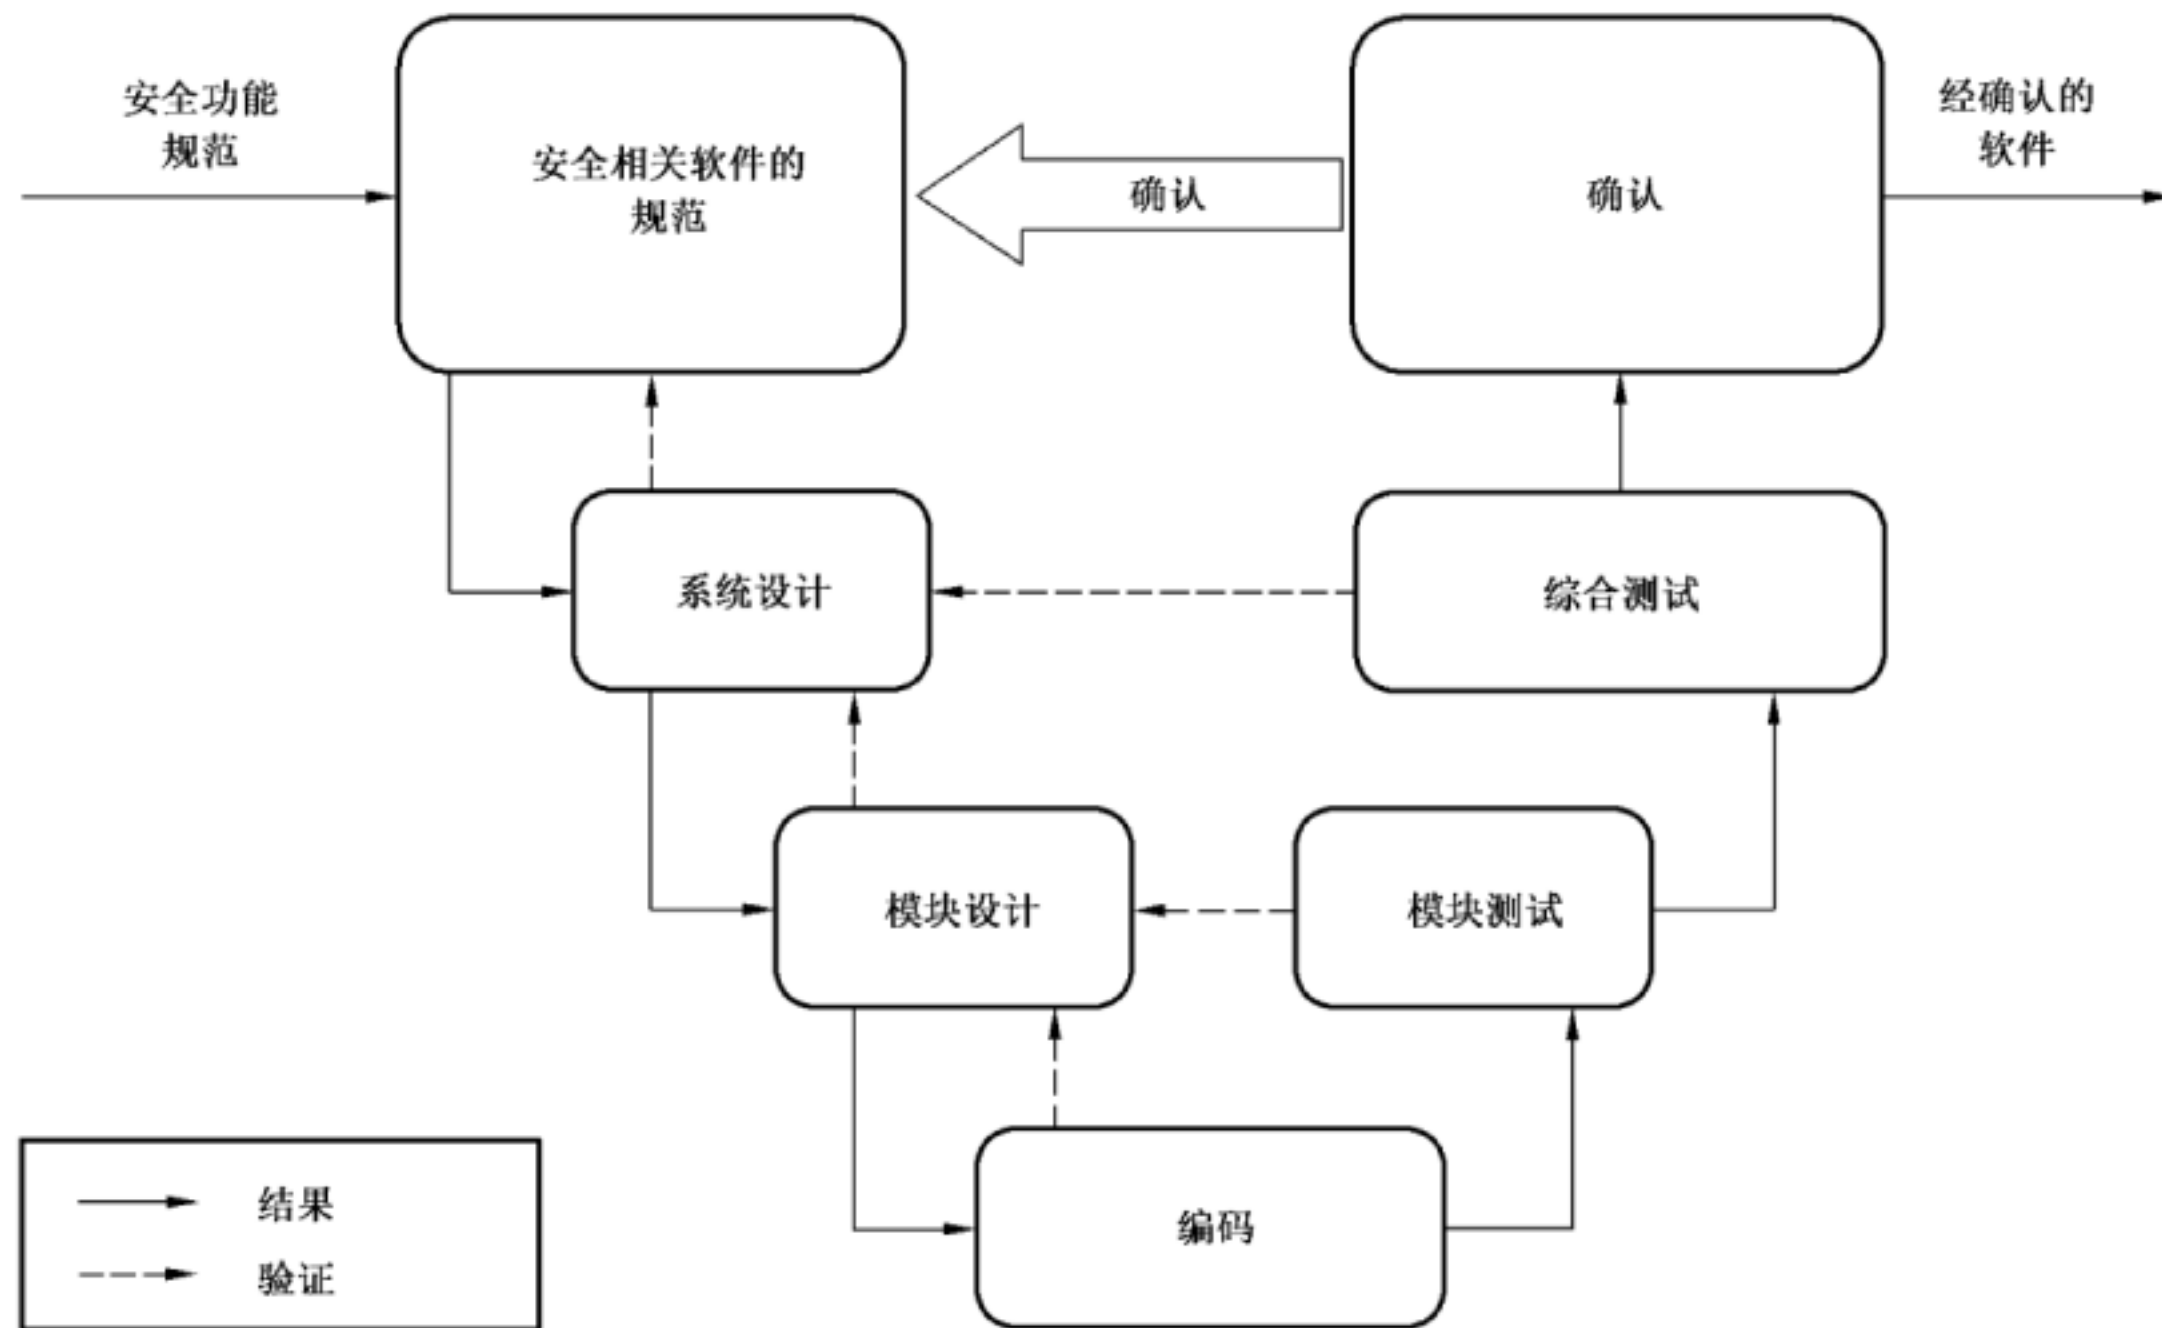 安全功能
规范
安全相关软件的
规范
确认
确认
经确认的
软件
系统设计
综合测试
模块设计
模块测试
编码
结果
验证